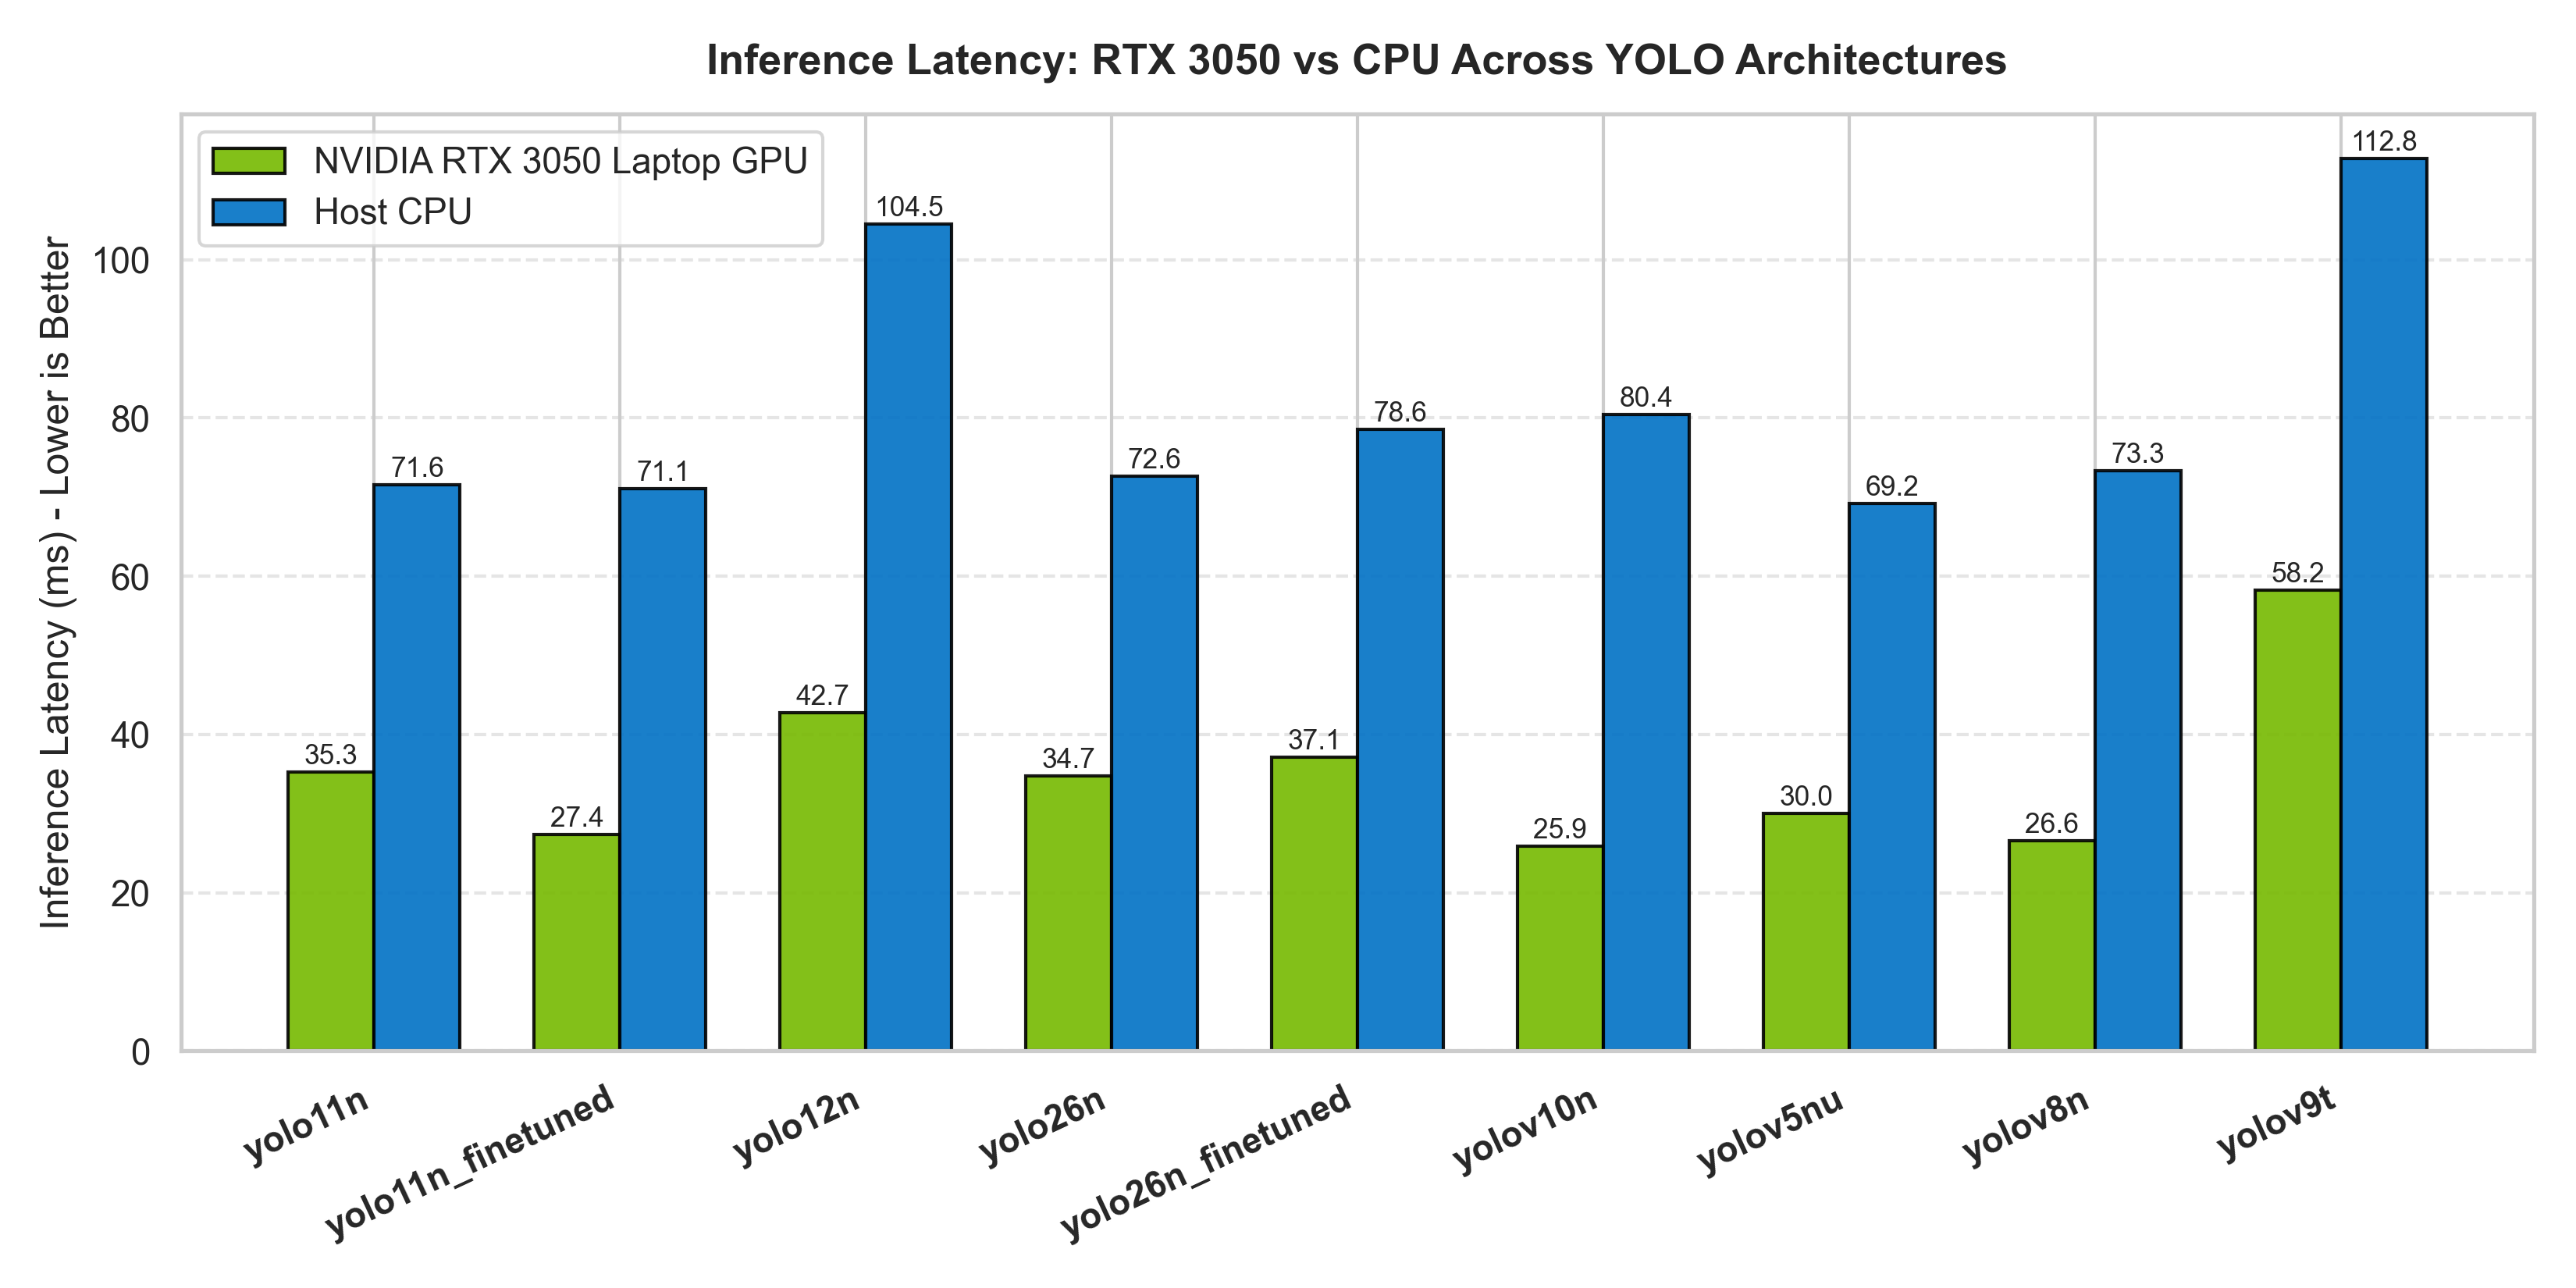 Inference Latency: RTX 3050 vs CPU Across YOLO Architectures
NVIDIA RTX 3050 Laptop GPU
Host CPU
Inference Latency (ms) - Lower is Better
100
80
60
40
20
0
35.3
71.6
27.4
71.1
42.7
104.5
34.7
72.6
37.1
78.6
25.9
80.4
30.0
69.2
26.6
73.3
58.2
112.8
yolo11n
yolo11n_finetuned
yolo12n
yolo26n
yolo26n_finetuned
yolov10n
yolov5nu
yolov8n
yolov9t